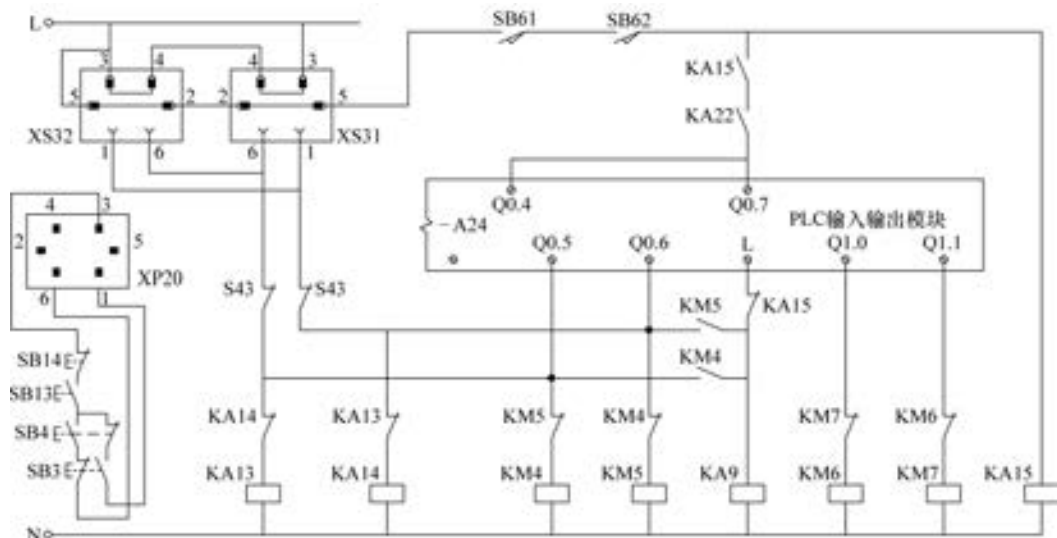 L
SB61
SB62
3
4
4
3
5
2
2
5
KA15
KA22
XS32
1
6
6
XS31
1
Q0.4
Q0.7
PLC输入输出模块
-A24
Q0.5
Q0.6
L
Q1.0
Q1.1
4
3
2
5
XP20
6
1
S43
S43
KM5
KA15
KM4
SB14
SB13
SB4
SB3
KA14
KA13
KM5
KM4
KM7
KM6
KA13
KA14
KM4
KM5
KA9
KM6
KM7
KA15
N